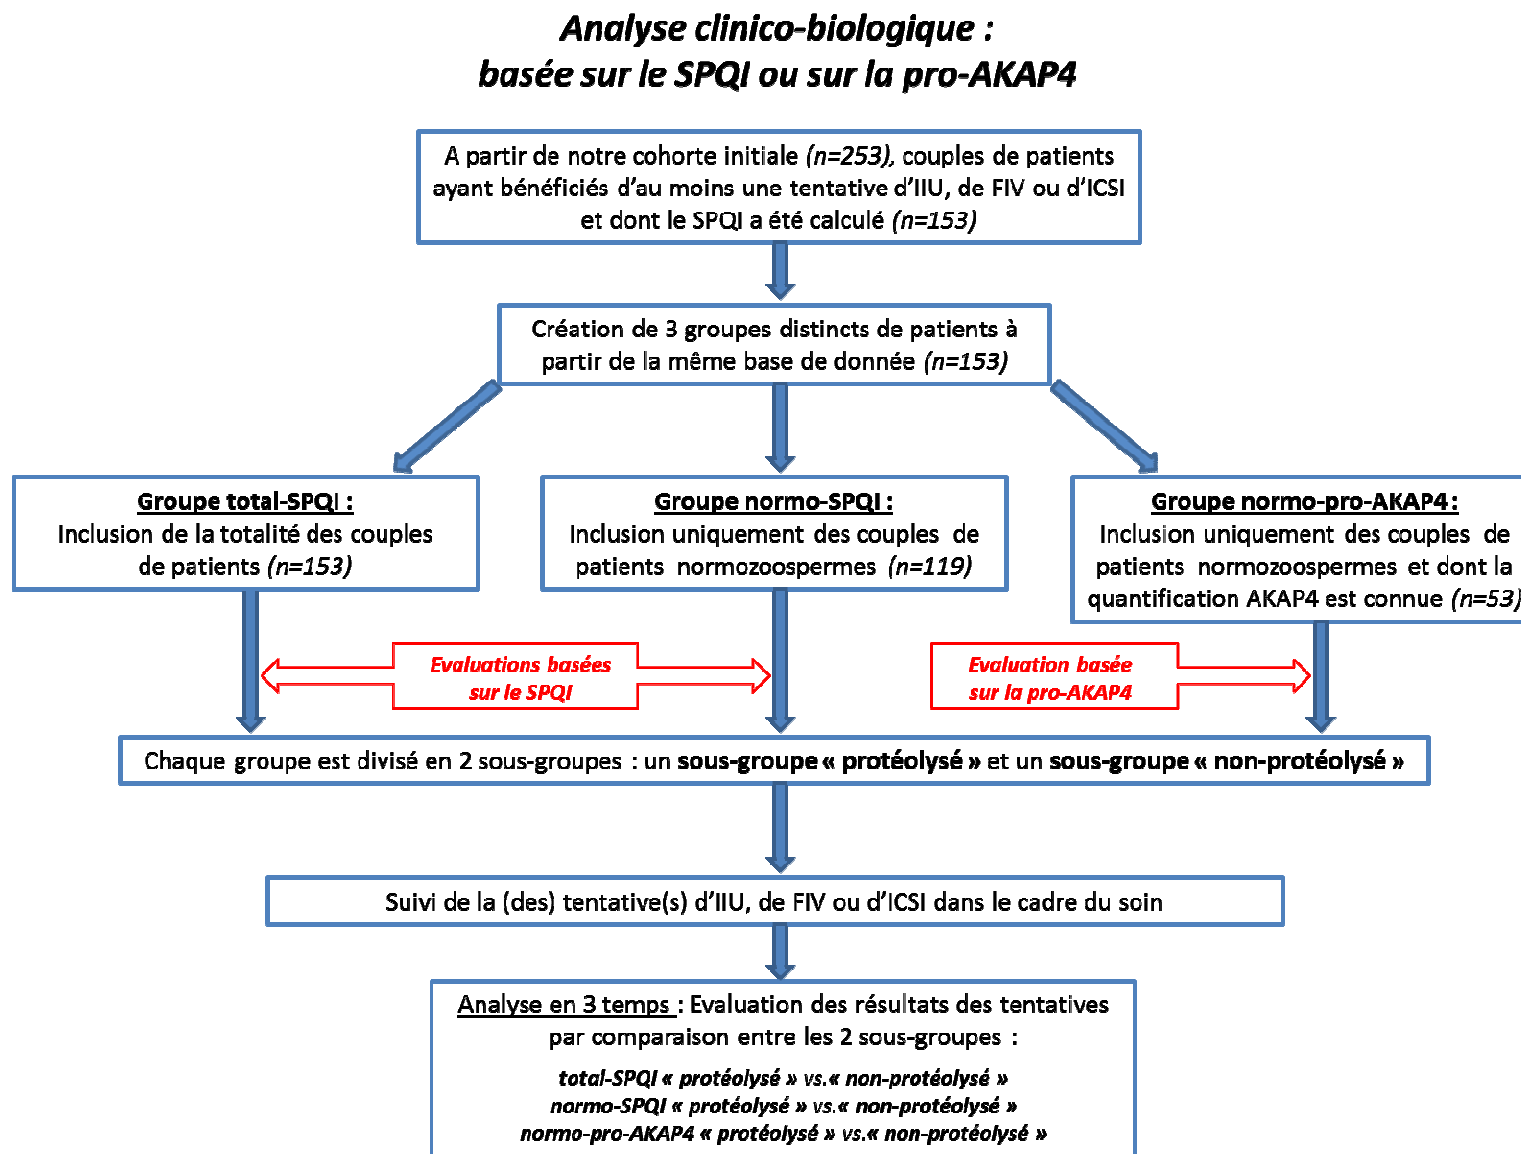 Analyse clinico-biologique :
basée sur le SPQI ou sur la pro-AKAP4
A partir de notre cohorte initiale (n=253), couples de patients
ayant bénéficiés d'au moins une tentative d'IIU, de FIV ou d'ICSI
et dont le SPQI a été calculé (n=153)
Création de 3 groupes distincts de patients à
partir de la même base de donnée (n=153)
Groupe total-SPQI :
Inclusion de la totalité des couples
de patients (n=153)
Groupe normo-SPQI :
Inclusion uniquement des couples de
patients normozoospermes (n=119)
Groupe normo-pro-AKAP4 :
Inclusion uniquement des couples de
patients normozoospermes et dont la
quantification AKAP4 est connue (n=53)
Evaluations basées
sur le SPQI
Evaluation basée
sur la pro-AKAP4
Chaque groupe est divisé en 2 sous-groupes : un sous-groupe « protéolysé » et un sous-groupe « non-protéolysé »
Suivi de la (des) tentative(s) d'IIU, de FIV ou d'ICSI dans le cadre du soin
Analyse en 3 temps : Evaluation des résultats des tentatives
par comparaison entre les 2 sous-groupes :
total-SPQI « protéolysé » vs.« non-protéolysé »
normo-SPQI « protéolysé » vs.« non-protéolysé »
normo-pro-AKAP4 « protéolysé » vs.« non-protéolysé »